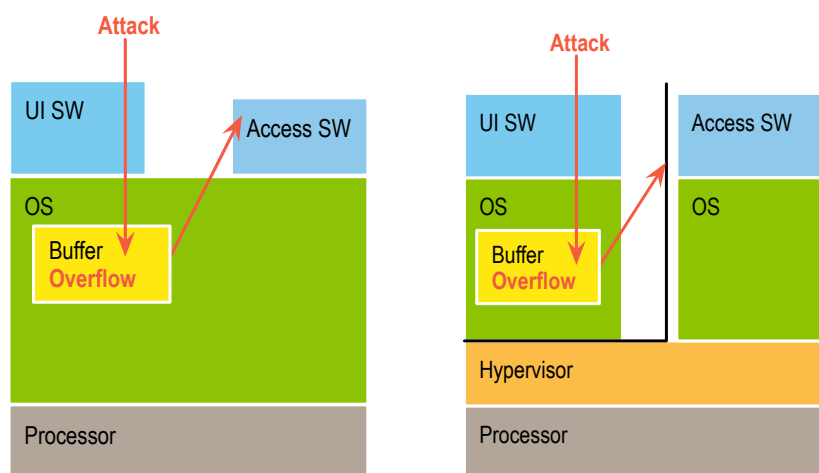 Attack
UI SW
Access SW
OS
Buffer
Overflow
Processor
Attack
UI SW
Access SW
OS
OS
Buffer
Overflow
Hypervisor
Processor